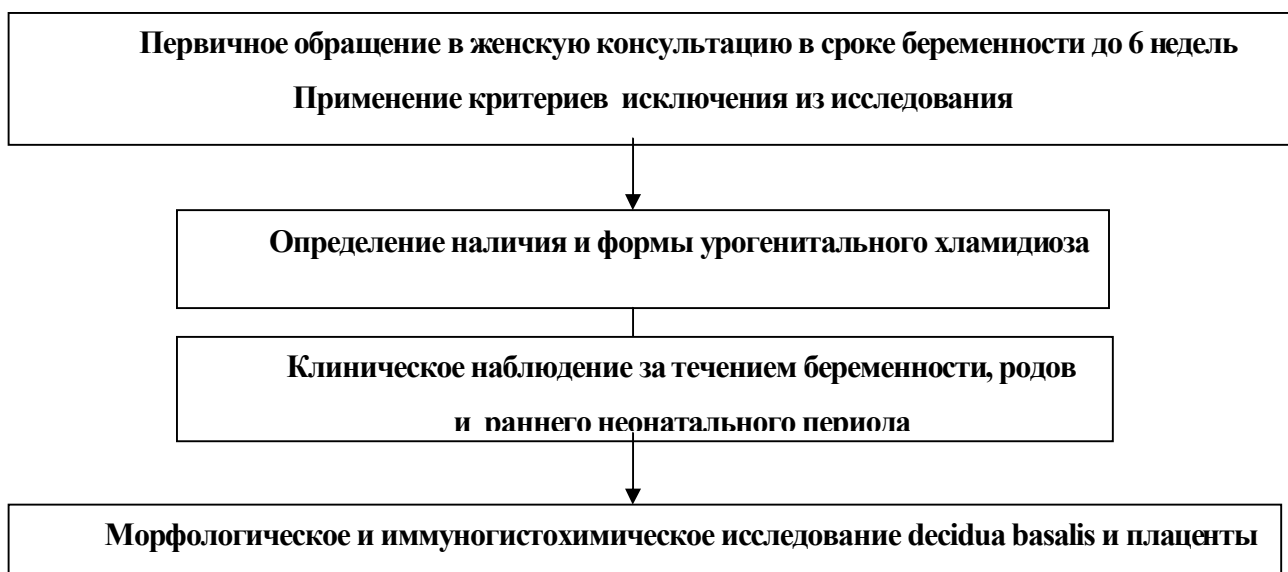 Первичное обращение в женскую консультацию в сроке беременности до 6 недель
Применение критериев исключения из исследования
Определение наличия и формы урогенитального хламидиоза
Клиническое наблюдение за течением беременности, родов
и раннего неонатального периода
Морфологическое и иммуногистохимическое исследование decidua basalis и плаценты